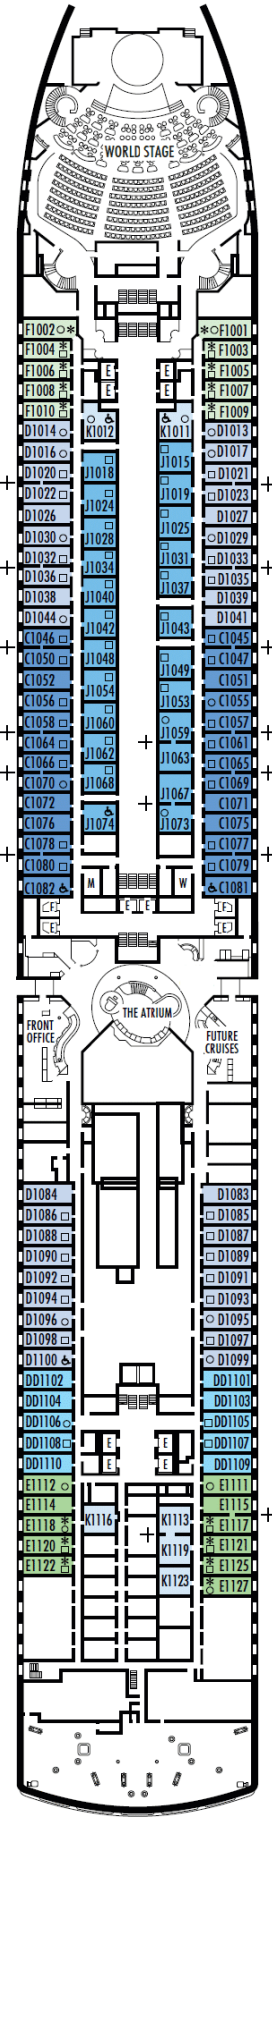 WORLD STAGE
F1002 F1001
F1004 F1003
F1006 E E F1005
F1008 E E F1007
F1010 F1009
D1014 K1012 K1011 D1013
D1016 J1015 D1017
D1020 J1018 D1021
D1022 J1019 D1023
D1026 J1024 J1025 D1027
D1030 J1028 D1029
D1032 J1031 D1033
D1036 J1034 J1037 D1035
D1038 J1040 D1039
D1044 J1042 J1043 D1041
C1046 C1045
C1050 J1048 J1049 C1047
C1052 C1051
C1056 J1054 J1053 C1055
C1058 J1060 J1059 C1057
C1064 C1061
C1066 J1062 J1063 C1065
C1070 J1068 C1069
C1072 J1067 C1071
C1076 J1074 J1073 C1075
C1078 C1077
C1080 C1079
C1082 M W C1081
F E E F
E E
THE ATRIUM
FRONT OFFICE
FUTURE CRUISES
D1084 D1083
D1086 D1085
D1088 D1087
D1090 D1089
D1092 D1091
D1094 D1093
D1096 D1095
D1098 D1097
D1100 D1099
DD1102 DD1101
DD1104 DD1103
DD1106 DD1105
DD1108 E E DD1107
DD1110 E E DD1109
E1112 E1111
E1114 E1115
E1118 K1116 K1113 E1117
E1120 E1121
E1122 K1119 E1125
K1123 E1127